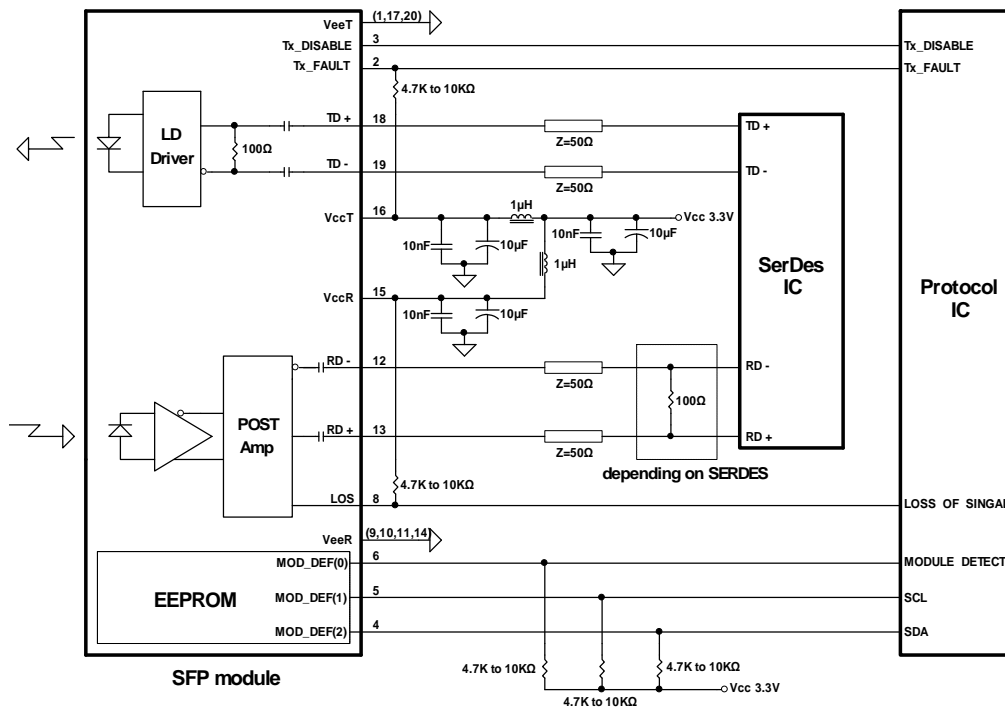 VeeT
(1,17,20)
Tx_DISABLE
3
Tx_DISABLE
Tx_FAULT
2
Tx_FAULT
4.7K to 10KΩ
LD
Driver
100Ω
TD +
18
Z=50Ω
TD +
TD -
19
Z=50Ω
TD -
VccT
16
1µH
Vcc 3.3V
10nF
10µF
10nF
10µF
1µH
SerDes
IC
Protocol
IC
VccR
15
10nF
10µF
RD -
12
Z=50Ω
RD -
100Ω
POST
Amp
RD +
13
Z=50Ω
RD +
depending on SERDES
4.7K to 10KΩ
LOS
8
LOSS OF SINGAL
VeeR
(9,10,11,14)
MOD_DEF(0)
6
MODULE DETECT
EEPROM
MOD_DEF(1)
5
SCL
MOD_DEF(2)
4
SDA
4.7K to 10KΩ
4.7K to 10KΩ
4.7K to 10KΩ
Vcc 3.3V
SFP module